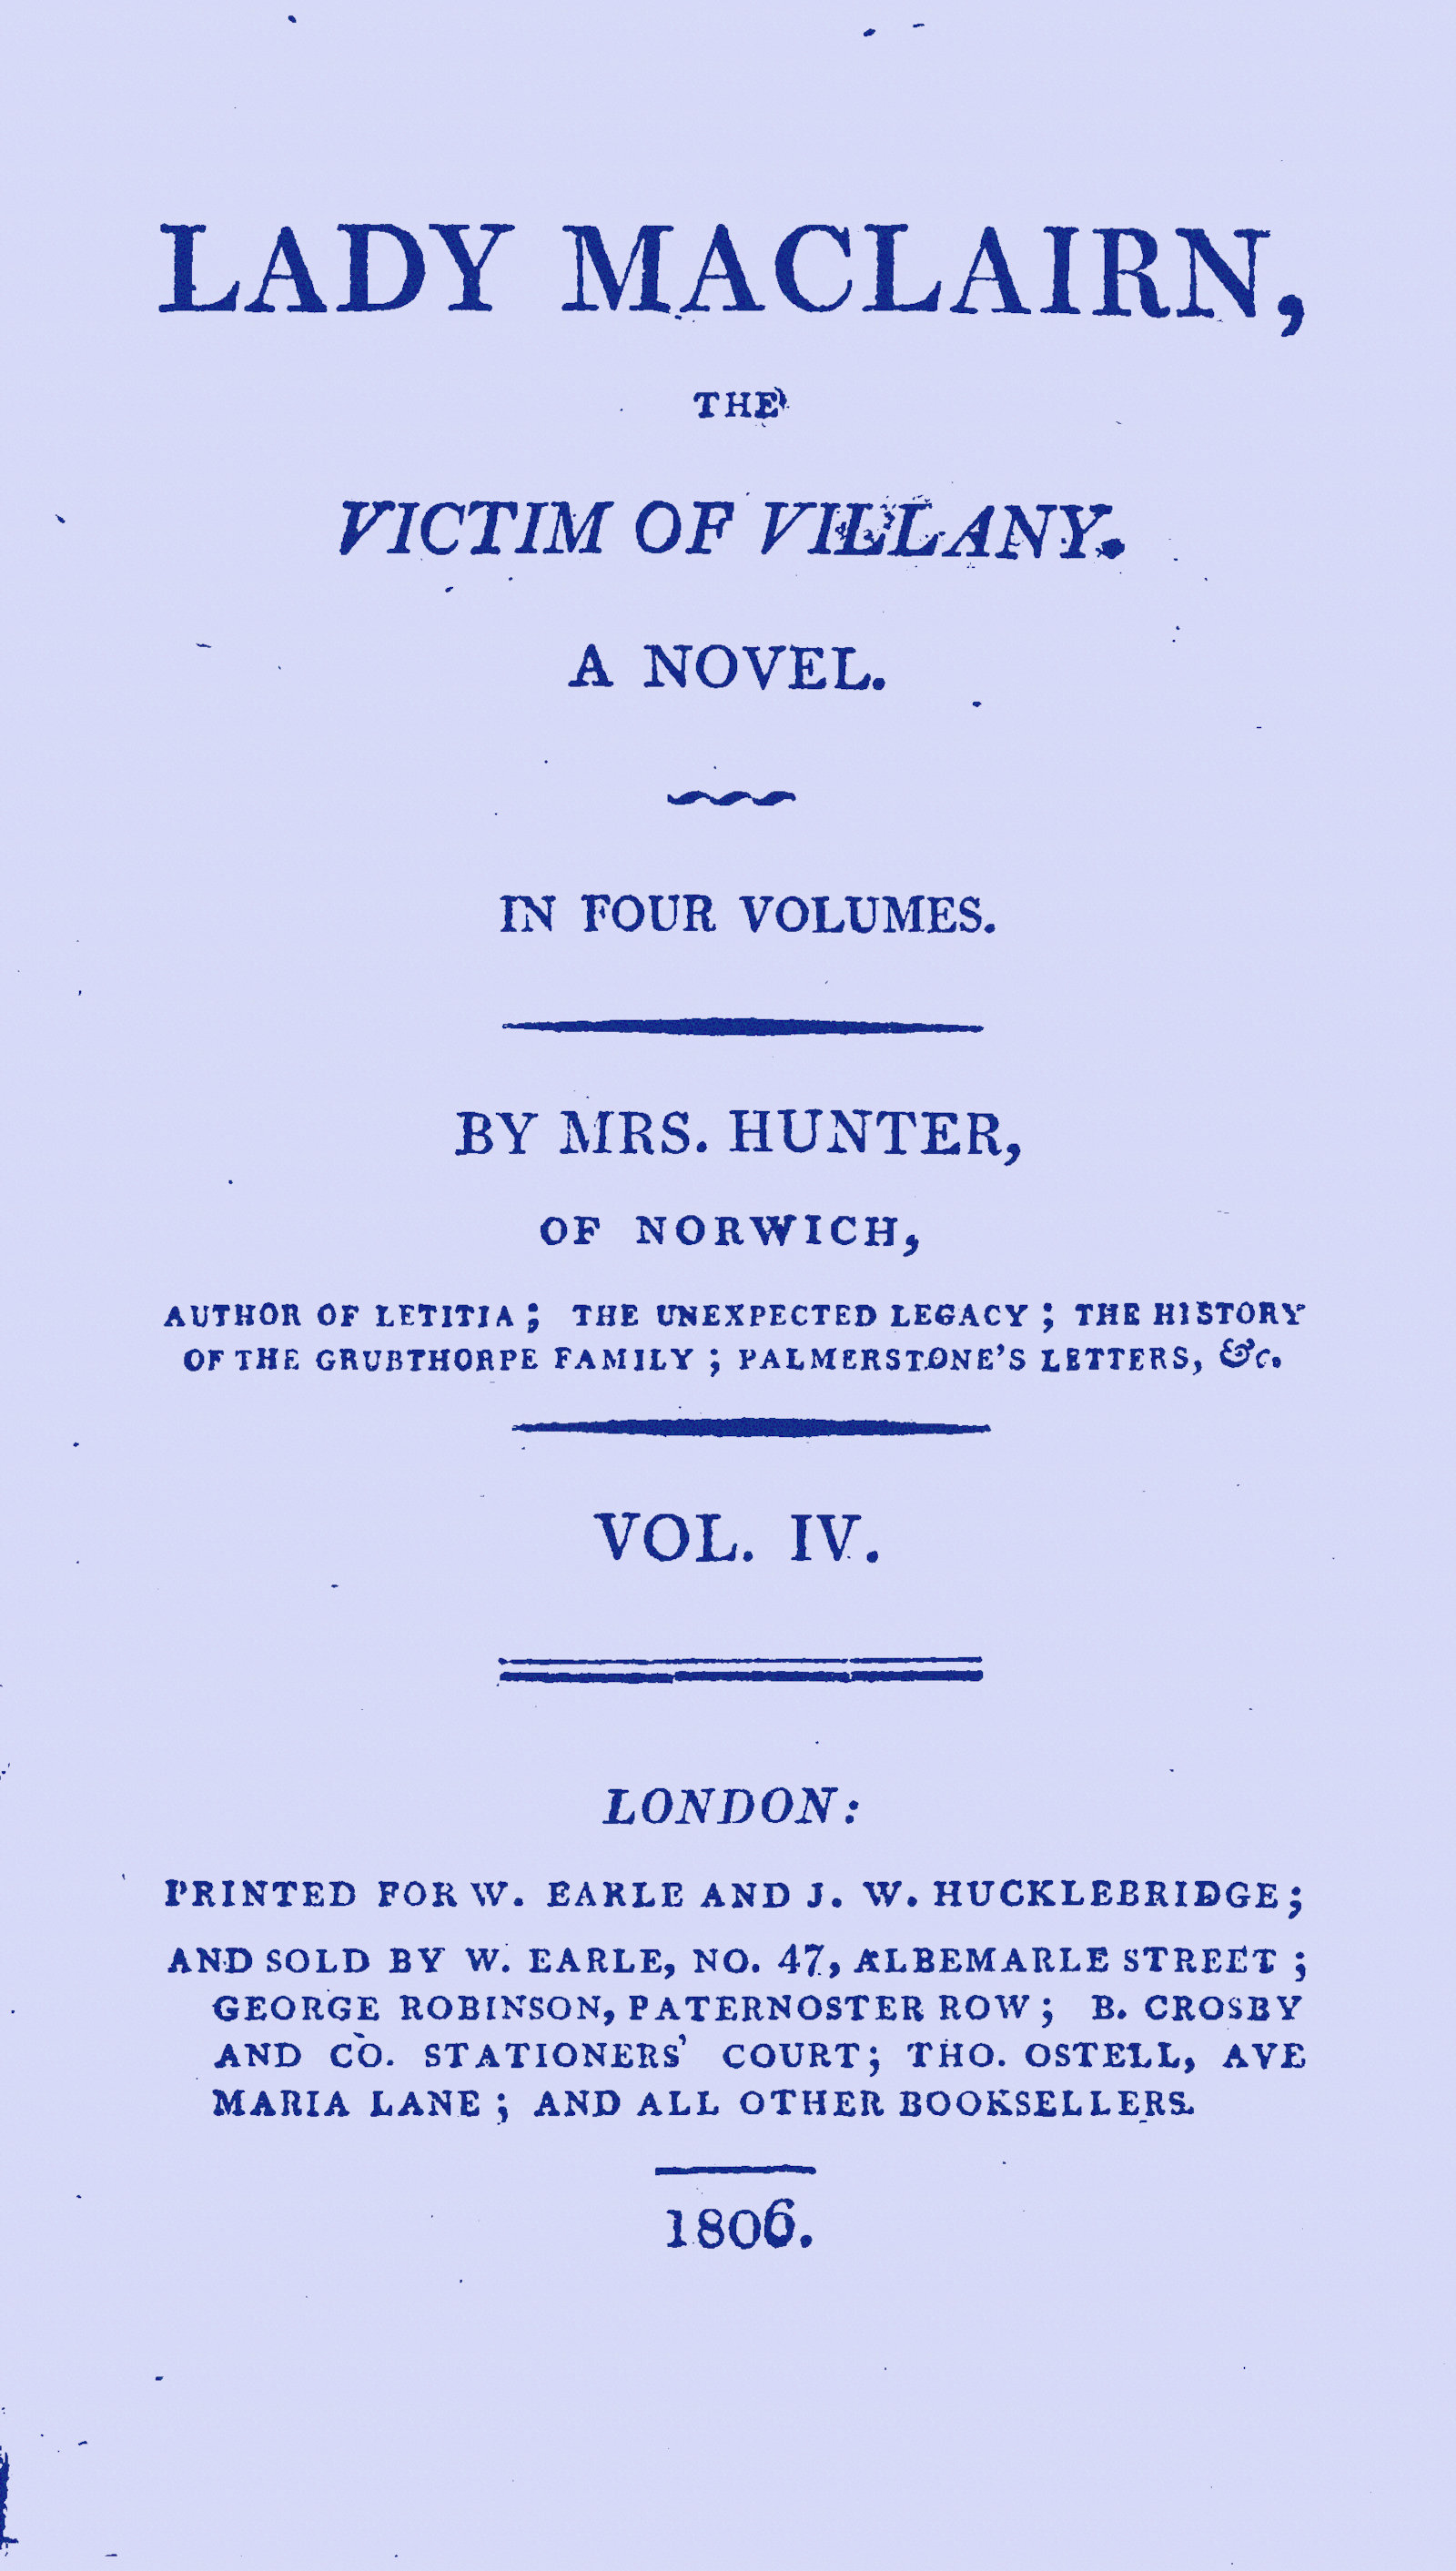 LADY MACLAIRN,
THE
VICTIM OF VILLANY.
A NOVEL.
IN FOUR VOLUMES.
BY MRS. HUNTER,
OF NORWICH,
AUTHOR OF LETITIA; THE UNEXPECTED LEGACY; THE HISTORY
OF THE GRUBTHORPE FAMILY; PALMERSTONE'S LETTERS, &c.
VOL. IV.
LONDON:
PRINTED FOR W. EARLE AND J. W. HUCKLEBRIDGE;
AND SOLD BY W. EARLE, NO. 47, ALBEMARLE STREET;
GEORGE ROBINSON, PATERNOSTER ROW; B. CROSBY
AND CO. STATIONERS' COURT; THO. OSTELL, AVE
MARIA LANE; AND ALL OTHER BOOKSELLERS.
1806.